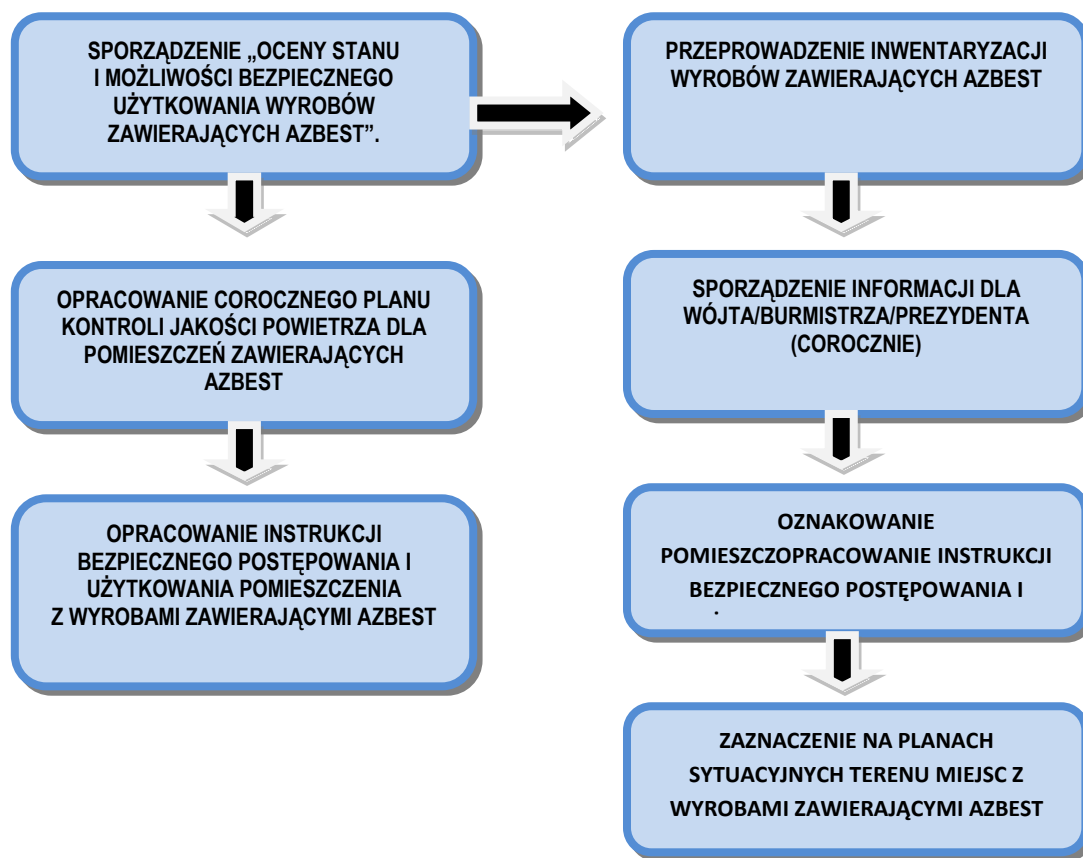 SPORZĄDZENIE „OCENY STANU
I MOŻLIWOŚCI BEZPIECZNEGO
UŻYTKOWANIA WYROBÓW
ZAWIERAJĄCYCH AZBEST”.
PRZEPROWADZENIE INWENTARYZACJI
WYROBÓW ZAWIERAJĄCYCH AZBEST
OPRACOWANIE COROCZNEGO PLANU
KONTROLI JAKOŚCI POWIETRZA DLA
POMIESZCZEŃ ZAWIERAJĄCYCH
AZBEST
SPORZĄDZENIE INFORMACJI DLA
WÓJTA/BURMISTRZA/PREZYDENTA
(COROCZNIE)
OPRACOWANIE INSTRUKCJI
BEZPIECZNEGO POSTĘPOWANIA I
UŻYTKOWANIA POMIESZCZENIA
Z WYROBAMI ZAWIERAJĄCYMI AZBEST
OZNAKOWANIE
POMIESZCZOPRACOWANIE INSTRUKCJI
BEZPIECZNEGO POSTĘPOWANIA I
ZAZNACZENIE NA PLANACH
SYTUACYJNYCH TERENU MIEJSC Z
WYROBAMI ZAWIERAJĄCYMI AZBEST